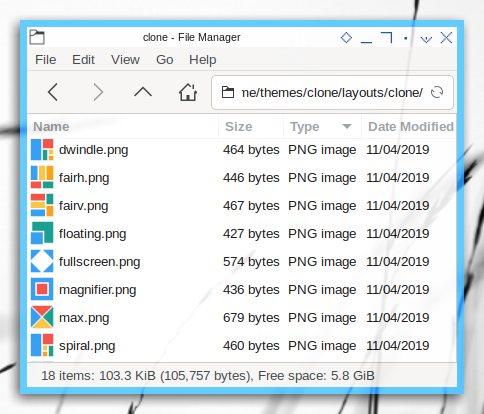 clone - File Manager
File Edit View Go Help
me/themes/clone/layouts/clone/
Name Size Type Date Modified
dwindle.png 464 bytes PNG image 11/04/2019
fairh.png 446 bytes PNG image 11/04/2019
fairv.png 467 bytes PNG image 11/04/2019
floating.png 427 bytes PNG image 11/04/2019
fullscreen.png 574 bytes PNG image 11/04/2019
magnifier.png 436 bytes PNG image 11/04/2019
max.png 679 bytes PNG image 11/04/2019
spiral.png 460 bytes PNG image 11/04/2019
18 items: 103.3 KiB (105,757 bytes), Free space: 5.8 GiB